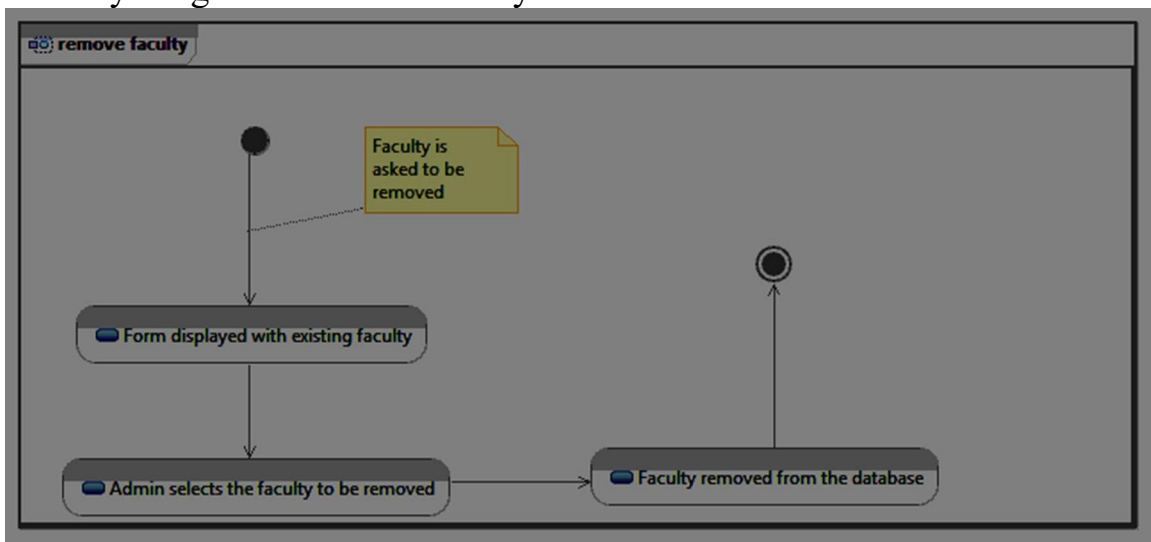 remove faculty
Faculty is
asked to be
removed
Form displayed with existing faculty
Admin selects the faculty to be removed
Faculty removed from the database